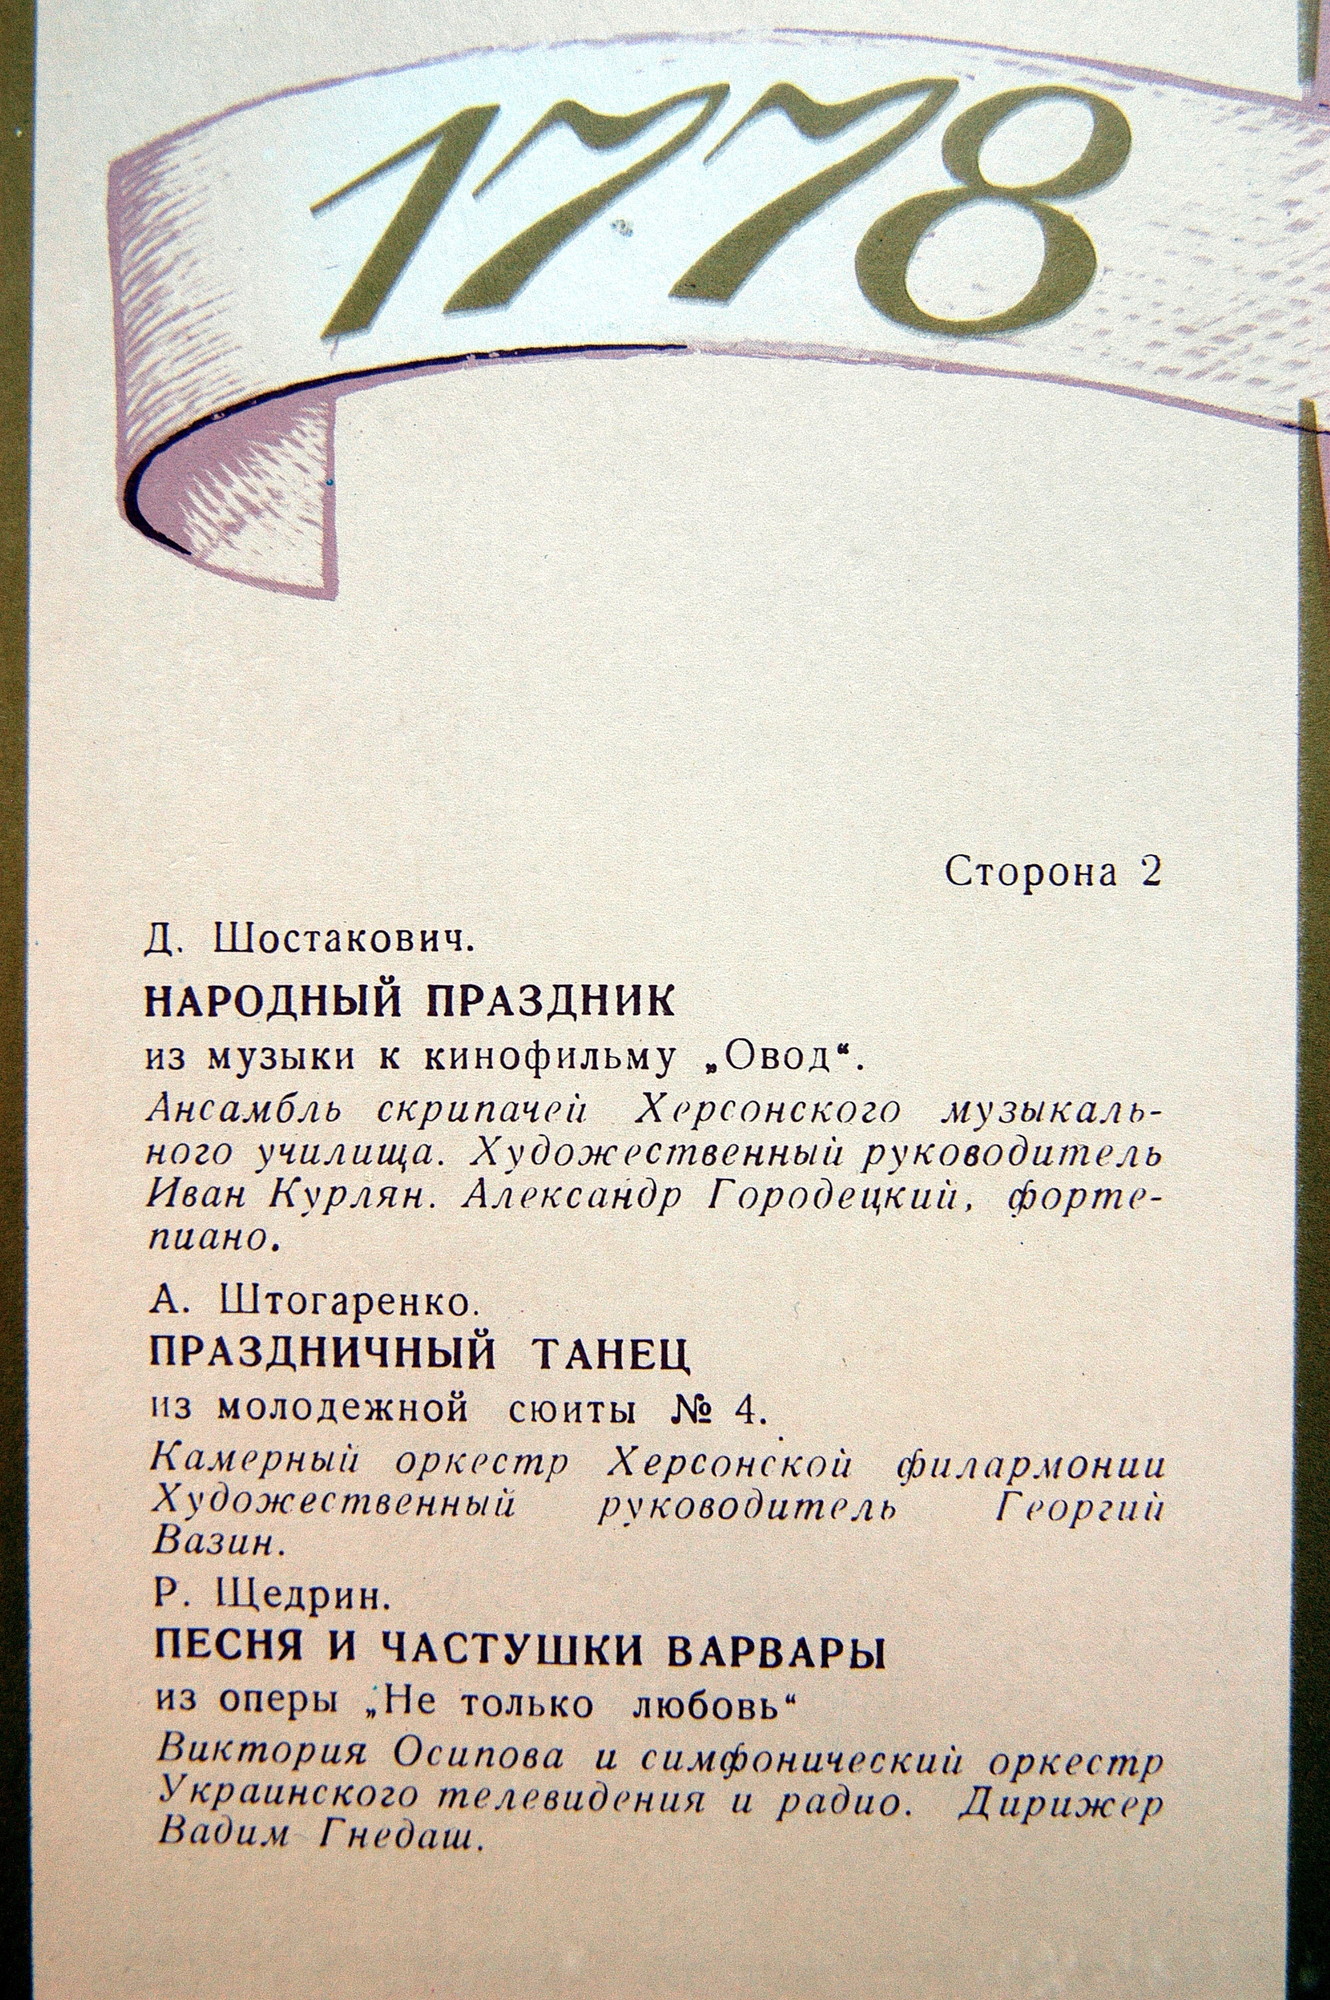 1778
Сторона 2
Д. Шостакович.
НАРОДНЫЙ ПРАЗДНИК
из музыки к кинофильму „Овод“.
Ансамбль скрипачей Херсонского музыкаль-
ного училища. Художественный руководитель
Иван Курлян. Александр Городецкий, форте-
пиано.
А. Штогаренко.
ПРАЗДНИЧНЫЙ ТАНЕЦ
из молодежной сюиты № 4.
Камерный оркестр Херсонской филармонии
Художественный руководитель Георгий
Вазин.
Р. Щедрин.
ПЕСНЯ И ЧАСТУШКИ ВАРВАРЫ
из оперы „Не только любовь“
Виктория Осипова и симфонический оркестр
Украинского телевидения и радио. Дирижер
Вадим Гнедаш.